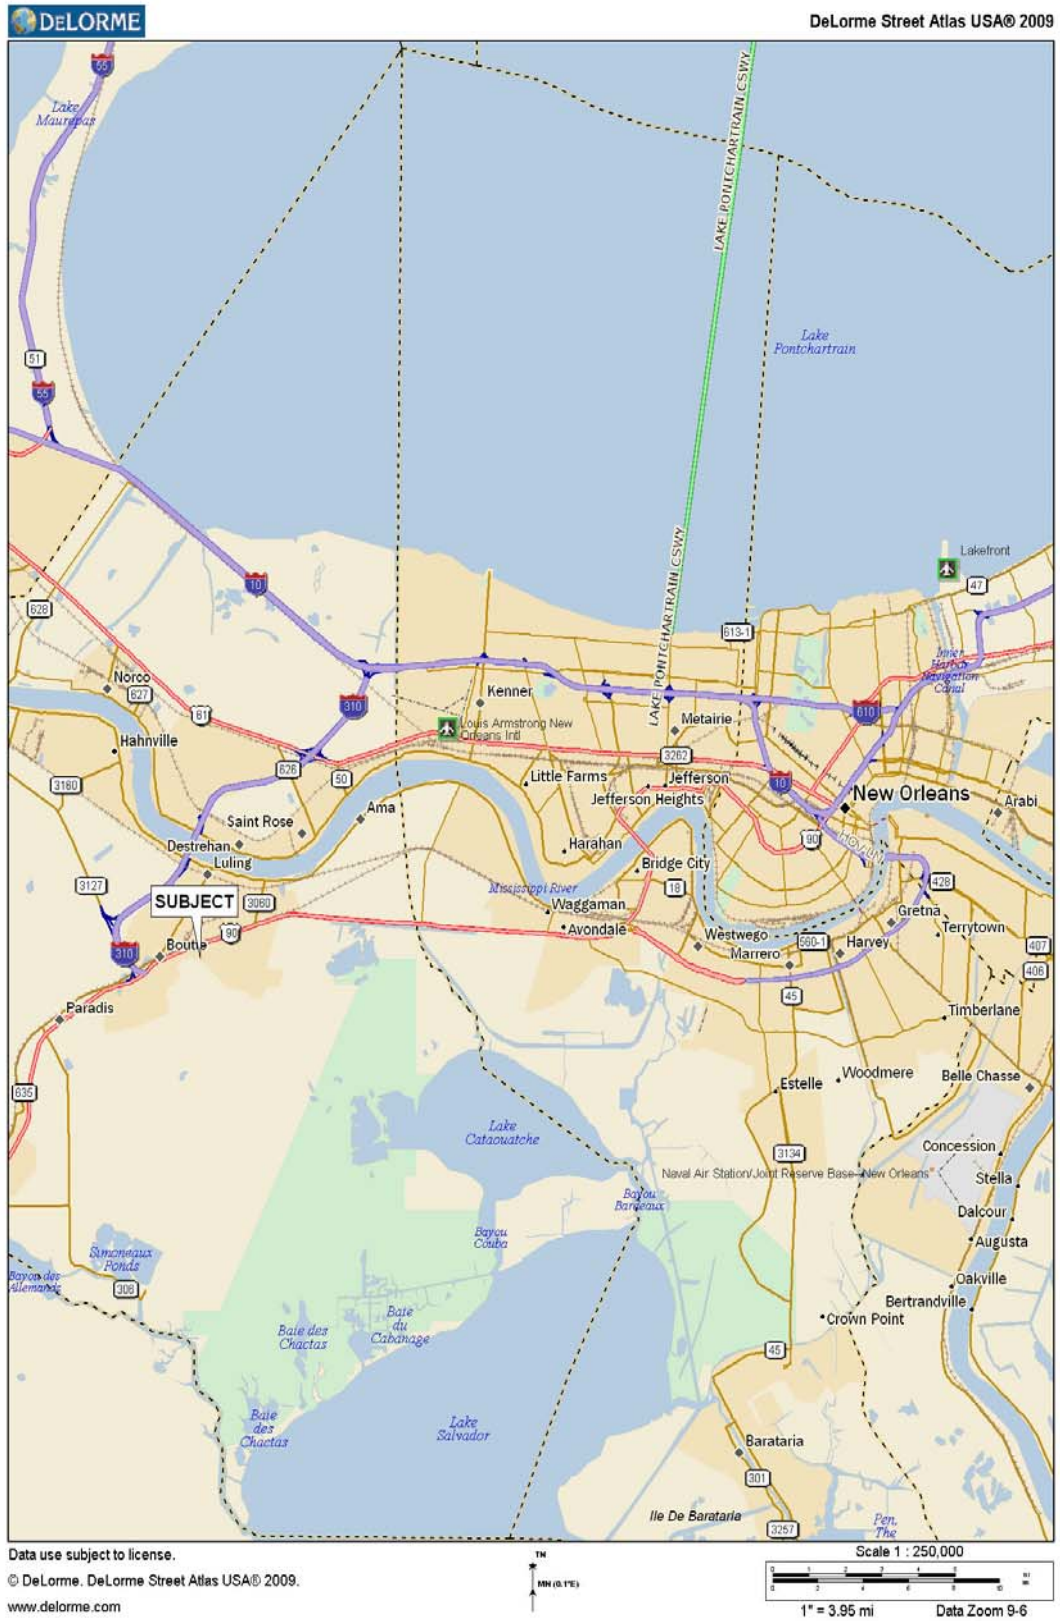 DELORME
DeLorme Street Atlas USA® 2009
55
Lake
Maurepas
LAKE PONTCHARTRAIN CSWY
Lake
Pontchartrain
51
55
LAKE PONTCHARTRAIN CSWY
Lakefront
47
10
628
613-1
Inner
Harbor
Navigation
Canal
Norco
627
Kenner
310
61
610
Louis Armstrong New
Orleans Intl
Metairie
Hahnville
626
50
3262
3160
Little Farms
Jefferson
10
Jefferson Heights
New Orleans
Arabi
Ama
Saint Rose
90
HOV LN
Destrehan
Luling
Harahan
Bridge City
3127
SUBJECT
3060
Mississippi River
18
428
Waggaman
Gretna
90
Avondale
Westwego
Terrytown
Boutte
310
Marrero
560-1
Harvey
407
406
45
Paradis
Timberlane
635
Estelle
Woodmere
Belle Chasse
Lake
Cataouatche
Concession
3134
Naval Air Station/Joint Reserve Base--New Orleans
Stella
Bayou
Bardeaux
Dalcour
Bayou
Couba
Augusta
Simoneaux
Ponds
Bayou des
Allemands
306
Oakville
Bertrandville
Baie
du
Cabanage
Baie des
Chactas
Crown Point
45
Baie
des
Chactas
Lake
Salvador
Barataria
301
Ile De Barataria
3257
Pen,
The
Data use subject to license.
© DeLorme. DeLorme Street Atlas USA® 2009.
www.delorme.com
TN
MN (0.1°E)
Scale 1 : 250,000
1" = 3.95 mi
Data Zoom 9-6